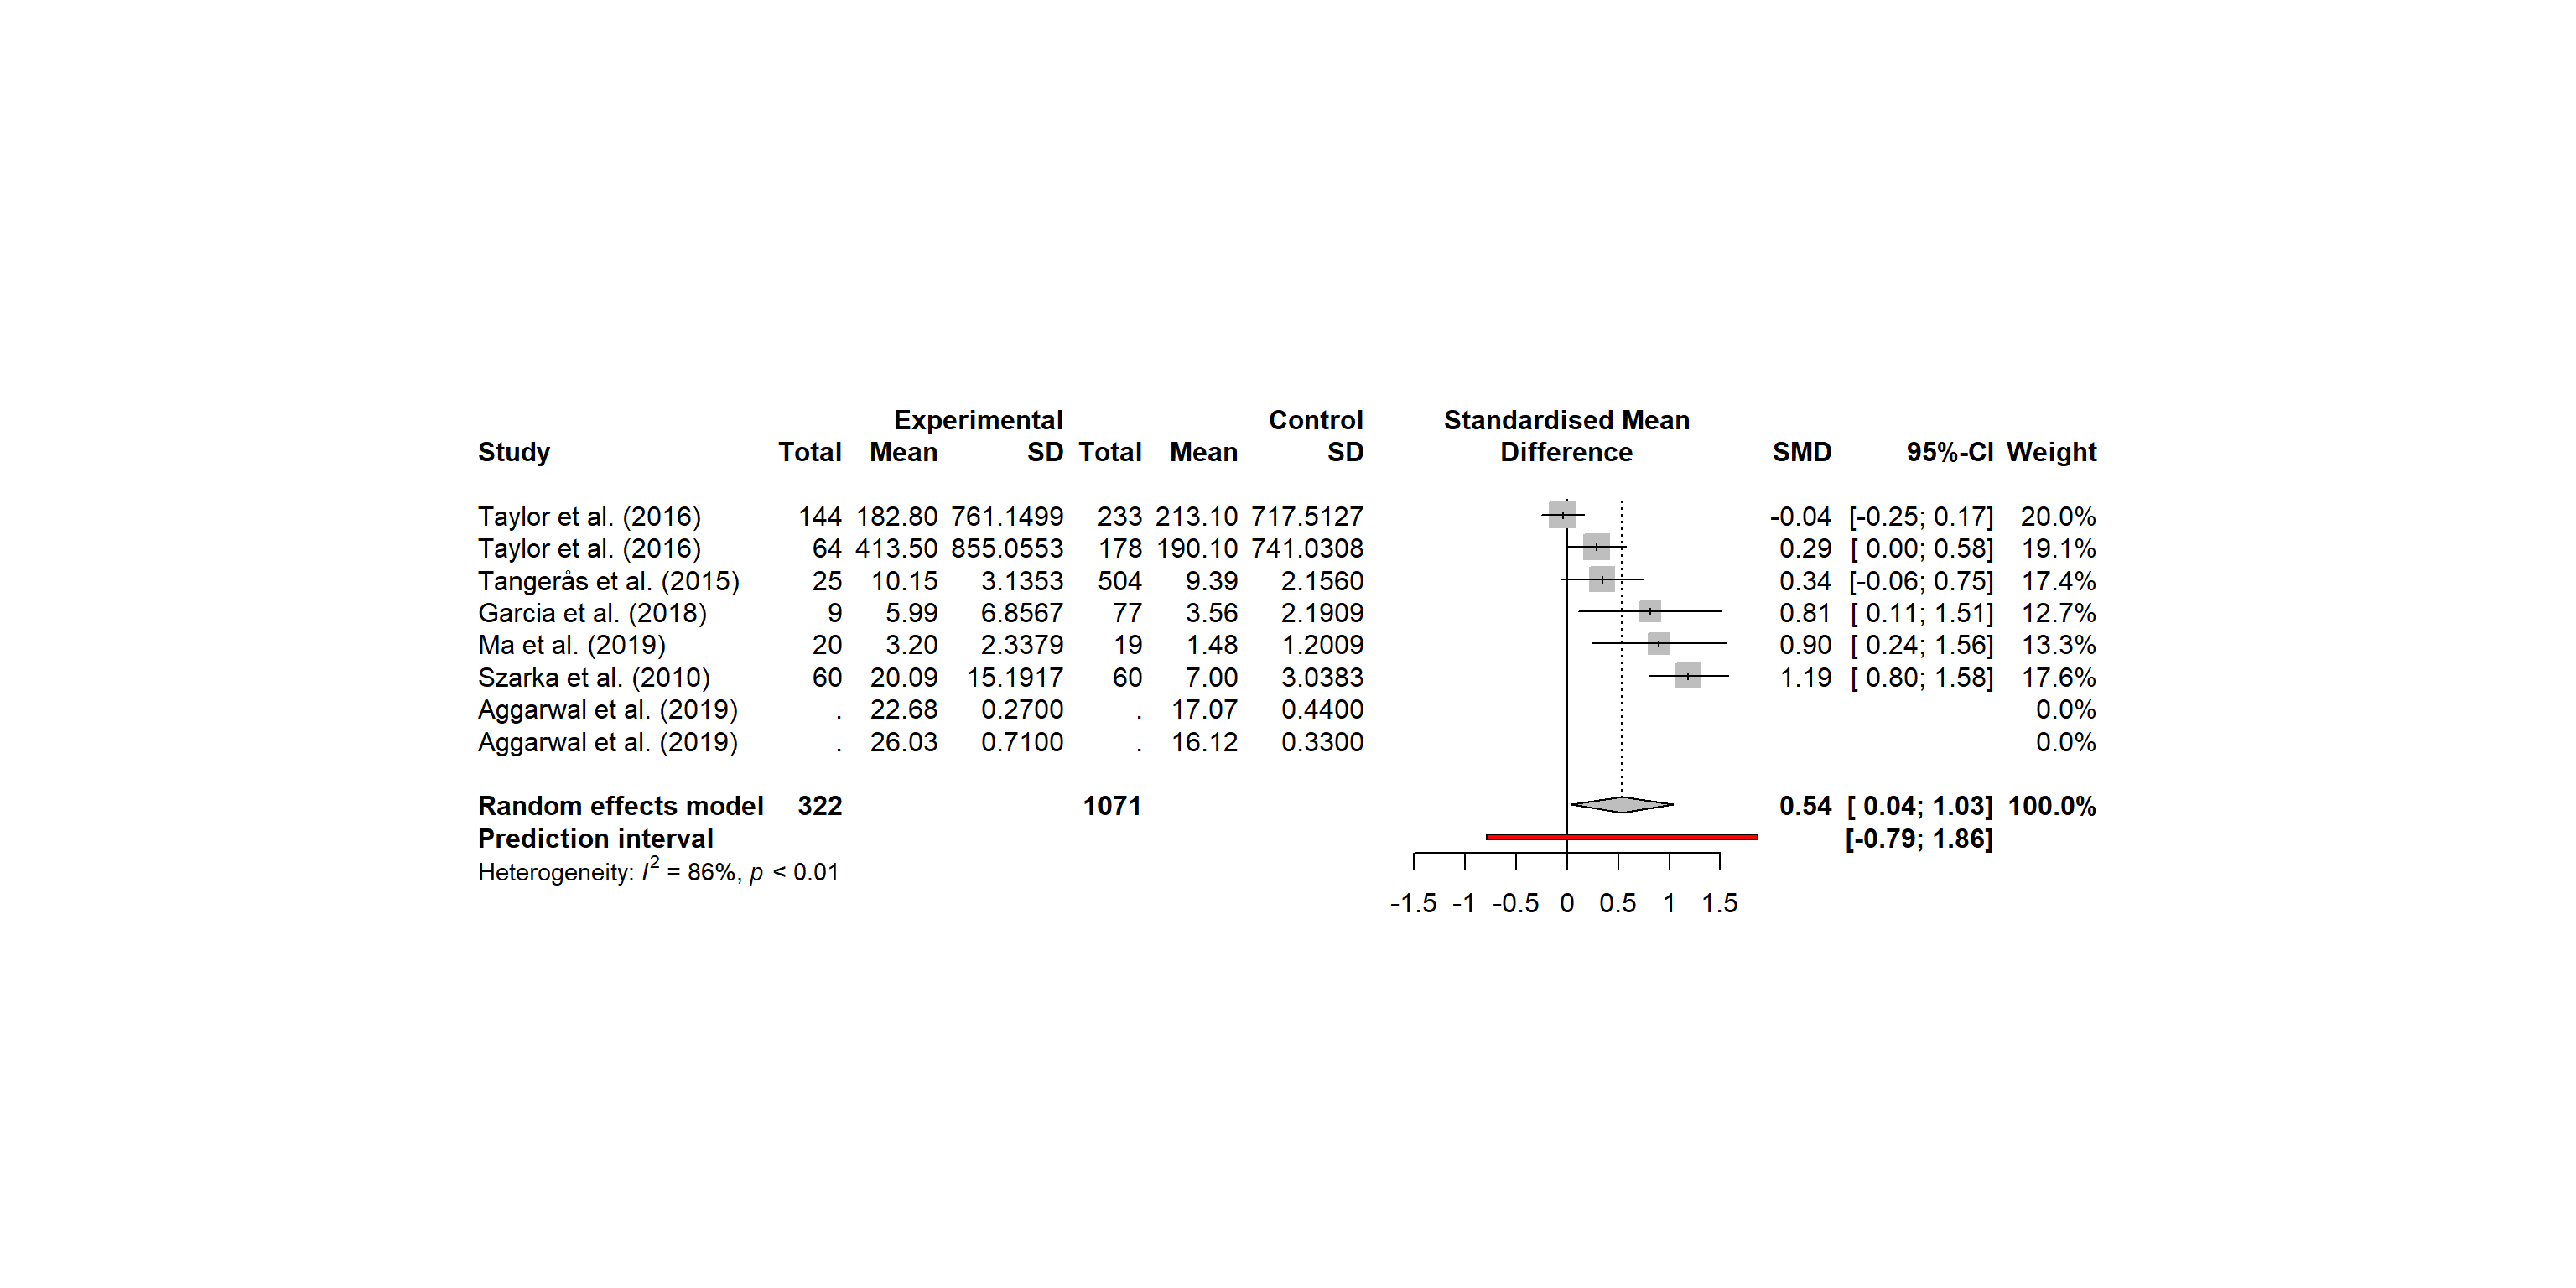 Experimental Control Standardised Mean
Study Total Mean SD Total Mean SD Difference SMD 95%-CI Weight
Taylor et al. (2016) 144 182.80 761.1499 233 213.10 717.5127 -0.04 [-0.25; 0.17] 20.0%
Taylor et al. (2016) 64 413.50 855.0553 178 190.10 741.0308 0.29 [ 0.00; 0.58] 19.1%
Tangerås et al. (2015) 25 10.15 3.1353 504 9.39 2.1560 0.34 [-0.06; 0.75] 17.4%
Garcia et al. (2018) 9 5.99 6.8567 77 3.56 2.1909 0.81 [ 0.11; 1.51] 12.7%
Ma et al. (2019) 20 3.20 2.3379 19 1.48 1.2009 0.90 [ 0.24; 1.56] 13.3%
Szarka et al. (2010) 60 20.09 15.1917 60 7.00 3.0383 1.19 [ 0.80; 1.58] 17.6%
Aggarwal et al. (2019) . 22.68 0.2700 . 17.07 0.4400 0.0%
Aggarwal et al. (2019) . 26.03 0.7100 . 16.12 0.3300 0.0%
Random effects model 322 1071 0.54 [ 0.04; 1.03] 100.0%
Prediction interval [-0.79; 1.86]
Heterogeneity: I² = 86%, p < 0.01
-1.5 -1 -0.5 0 0.5 1 1.5